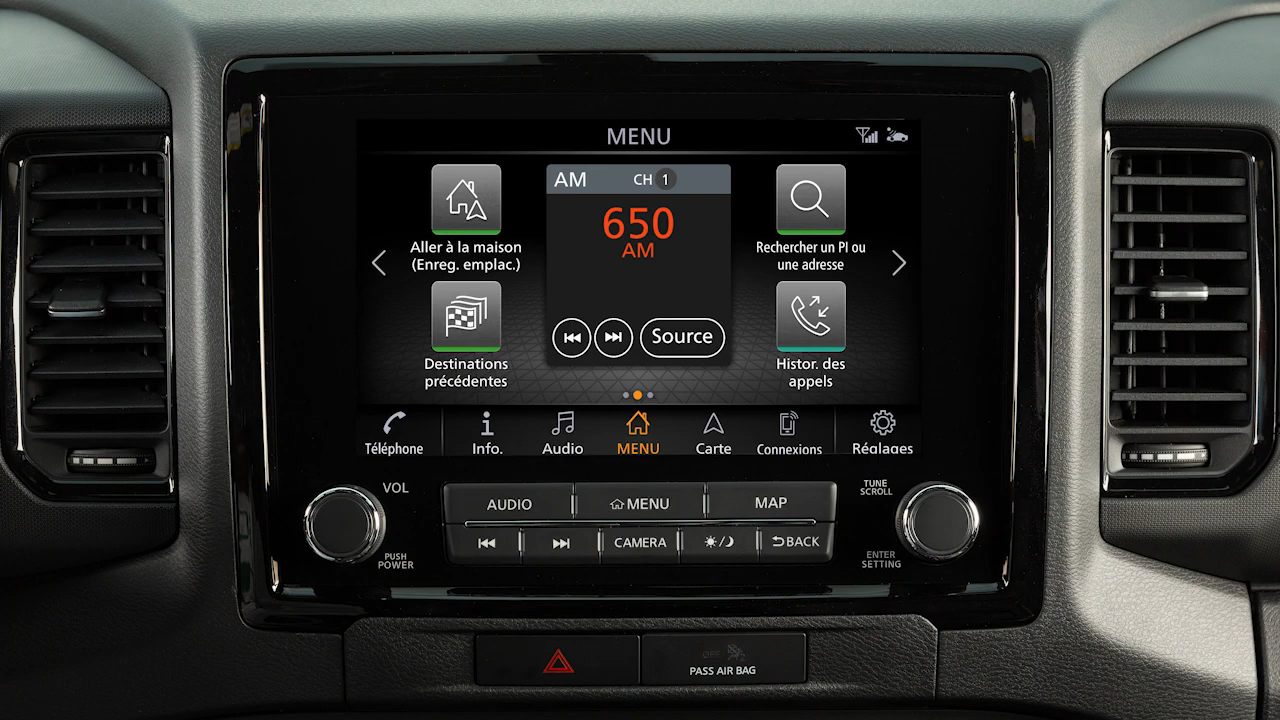 MENU
AM CH 1
650
AM
Aller à la maison
(Enreg. emplac.)
Rechercher un PI ou
une adresse
Source
Destinations
précédentes
Histor. des
appels
Téléphone Info. Audio MENU Carte Connexions Réglages
VOL
TUNE
SCROLL
AUDIO MENU MAP
CAMERA BACK
PUSH
POWER
ENTER
SETTING
PASS AIR BAG